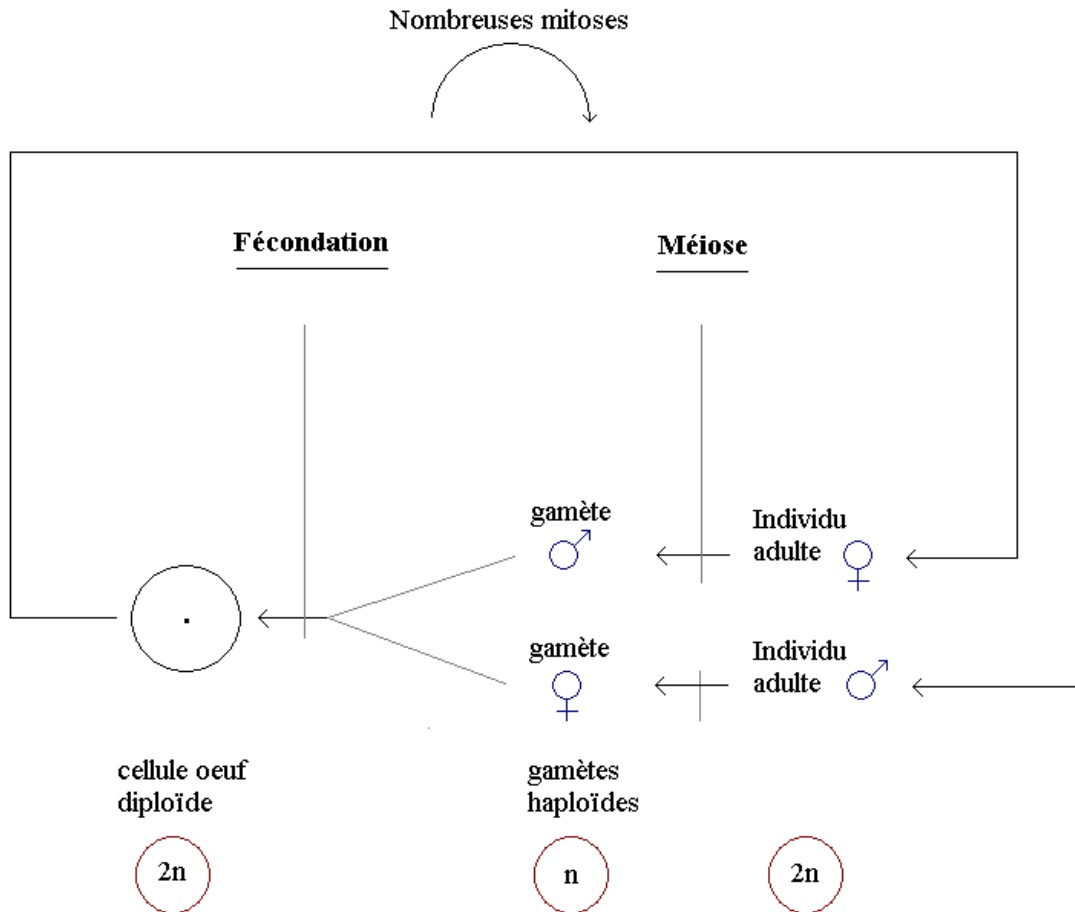 Nombreuses mitoses
Fécondation
Méiose
gamète
Individu
adulte
gamète
Individu
adulte
cellule oeuf
diploïde
gamètes
haploïdes
2n
n
2n